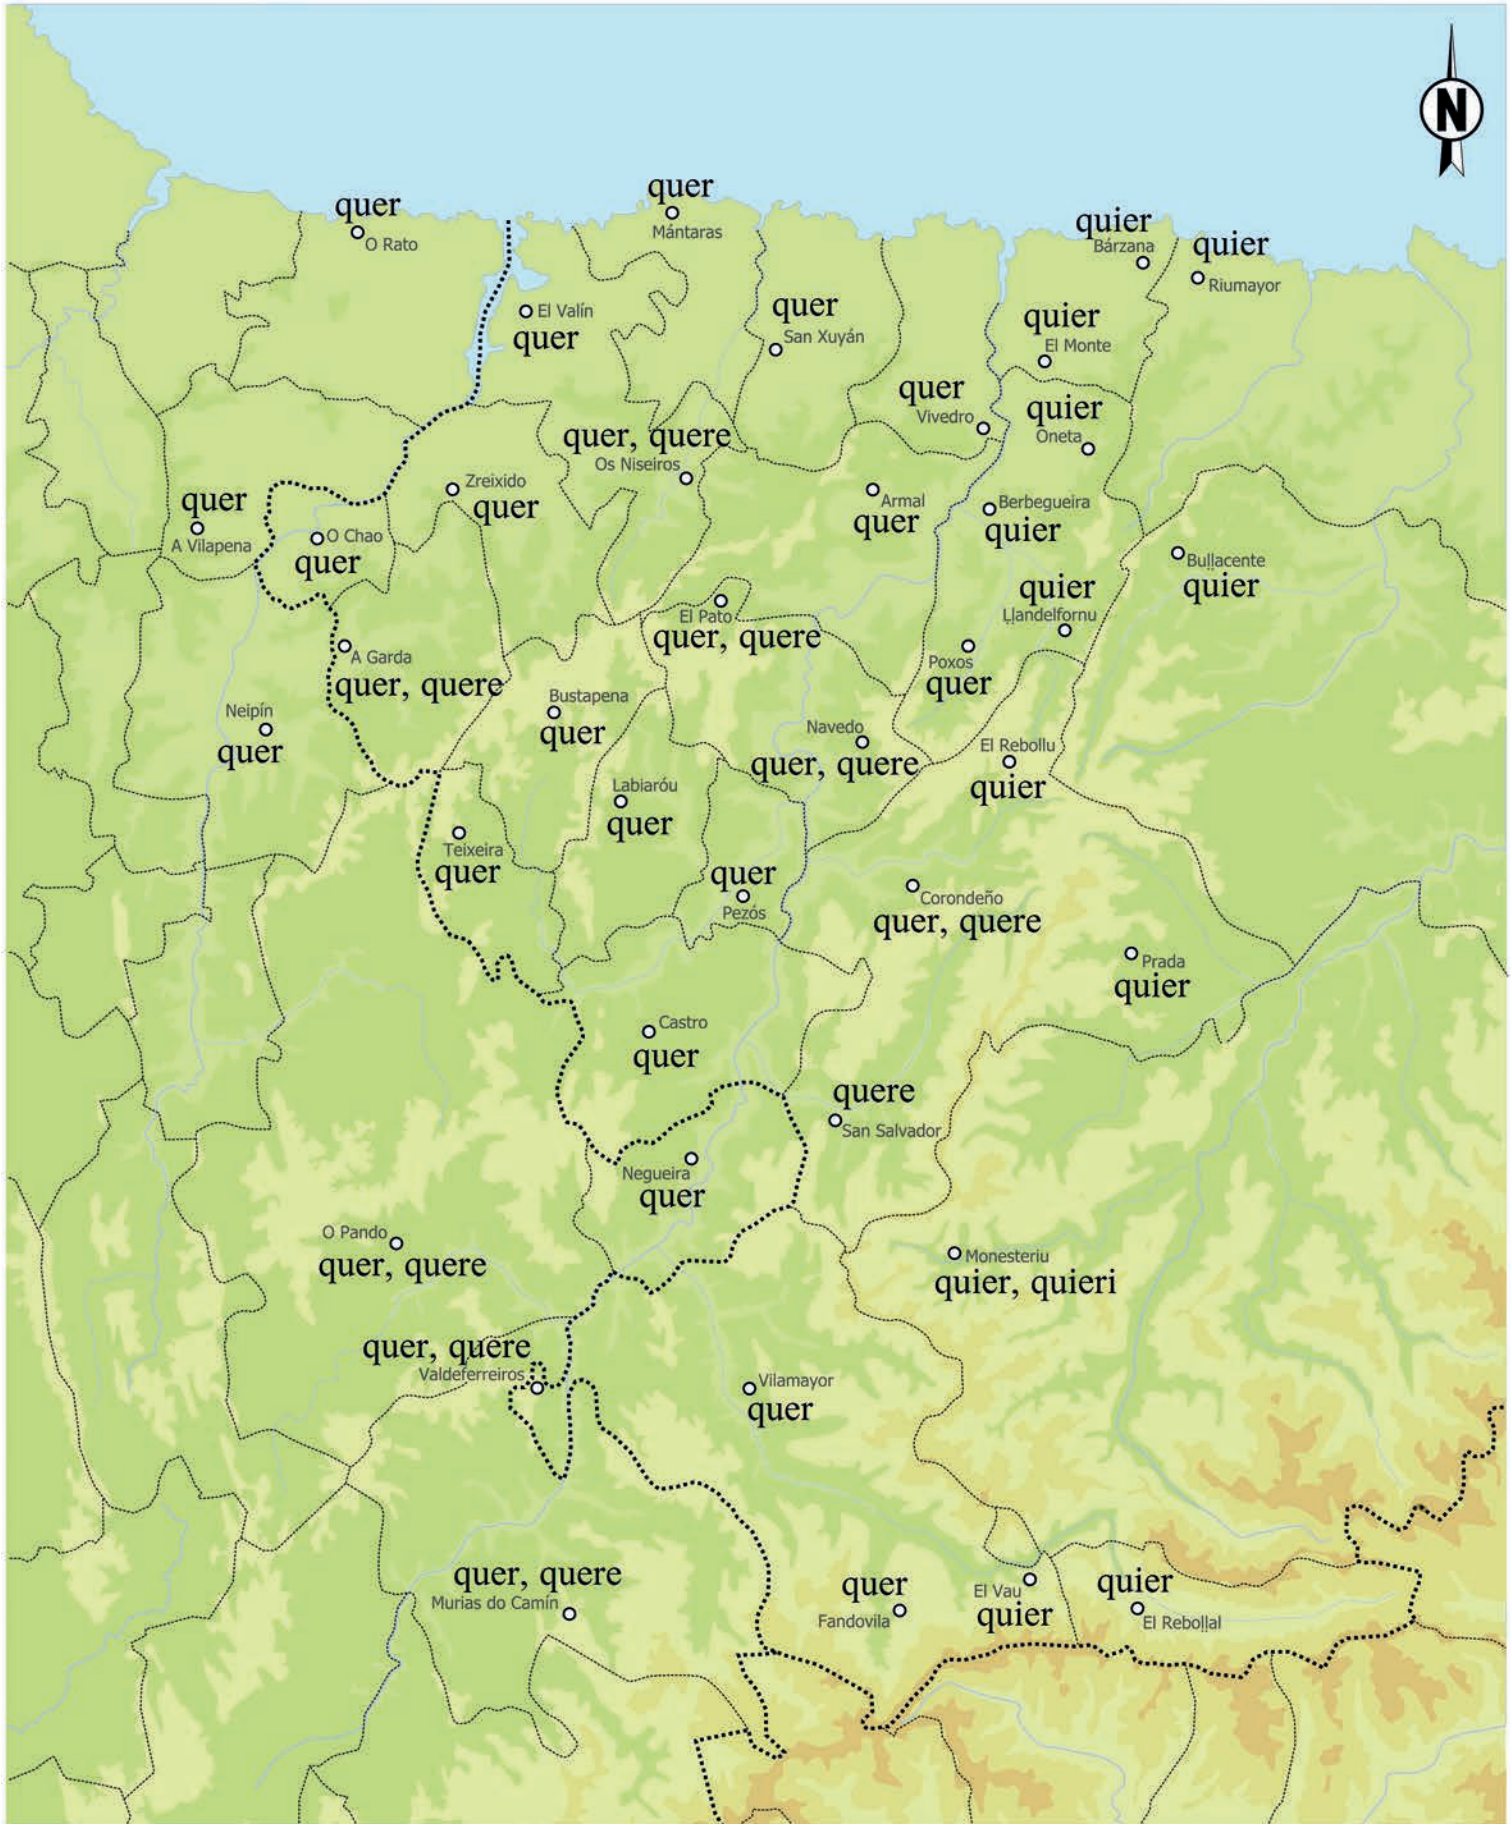 N
quer
Mántaras
quer
O Rato
quier
Bárzana
quier
Riumayor
El Valín
quer
quer
San Xuyán
quier
El Monte
quer
Vivedro
quier
Oneta
quer, quere
Os Niseiros
Zreixido
quer
quer
A Vilapena
O Chao
quer
Armal
quer
Berbegueira
quier
Buḷḷacente
quier
quier
Ḷḷandelfornu
El Pato
quer, quere
A Garda
quer, quere
Poxos
quer
Neipín
quer
Bustapena
quer
Navedo
quer, quere
El Rebollu
quier
Labiaróu
quer
Teixeira
quer
quer
Pezós
Corondeño
quer, quere
Prada
quier
Castro
quer
quere
San Salvador
Negueira
quer
O Pando
quer, quere
Monesteriu
quier, quieri
quer, quere
Valdeferreiros
Vilamayor
quer
quer, quere
Murias do Camín
quer
Fandovila
El Vau
quier
quier
El Reboḷḷal